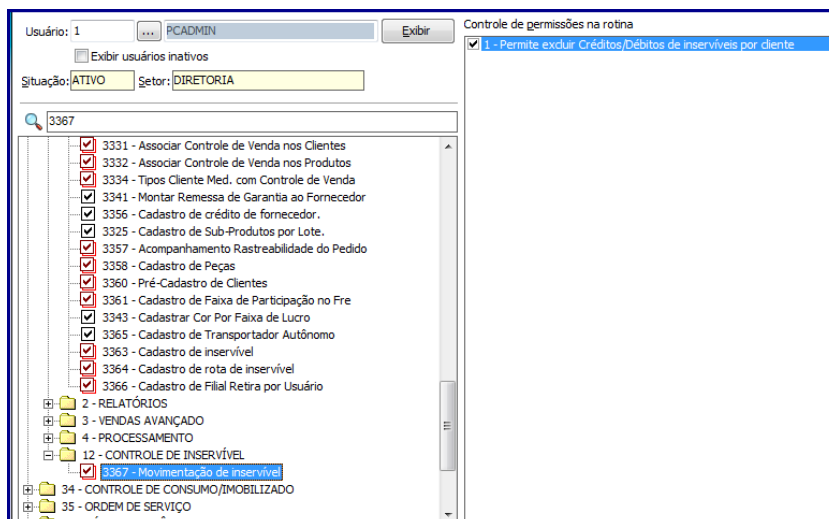 Usuário: 1 ... PCADMIN Exibir
Exibir usuários inativos
Situação: ATIVO Setor: DIRETORIA
3367
3331 - Associar Controle de Venda nos Clientes
3332 - Associar Controle de Venda nos Produtos
3334 - Tipos Cliente Med. com Controle de Venda
3341 - Montar Remessa de Garantia ao Fornecedor
3356 - Cadastro de crédito de fornecedor.
3325 - Cadastro de Sub-Produtos por Lote.
3357 - Acompanhamento Rastreabilidade do Pedido
3358 - Cadastro de Peças
3360 - Pré-Cadastro de Clientes
3361 - Cadastro de Faixa de Participação no Fre
3343 - Cadastrar Cor Por Faixa de Lucro
3365 - Cadastro de Transportador Autônomo
3363 - Cadastro de inservível
3364 - Cadastro de rota de inservível
3366 - Cadastro de Filial Retira por Usuário
2 - RELATÓRIOS
3 - VENDAS AVANÇADO
4 - PROCESSAMENTO
12 - CONTROLE DE INSERVÍVEL
3367 - Movimentação de inservível
34 - CONTROLE DE CONSUMO/IMOBILIZADO
35 - ORDEM DE SERVIÇO
Controle de permissões na rotina
1 - Permite excluir Créditos/Débitos de inservíveis por cliente